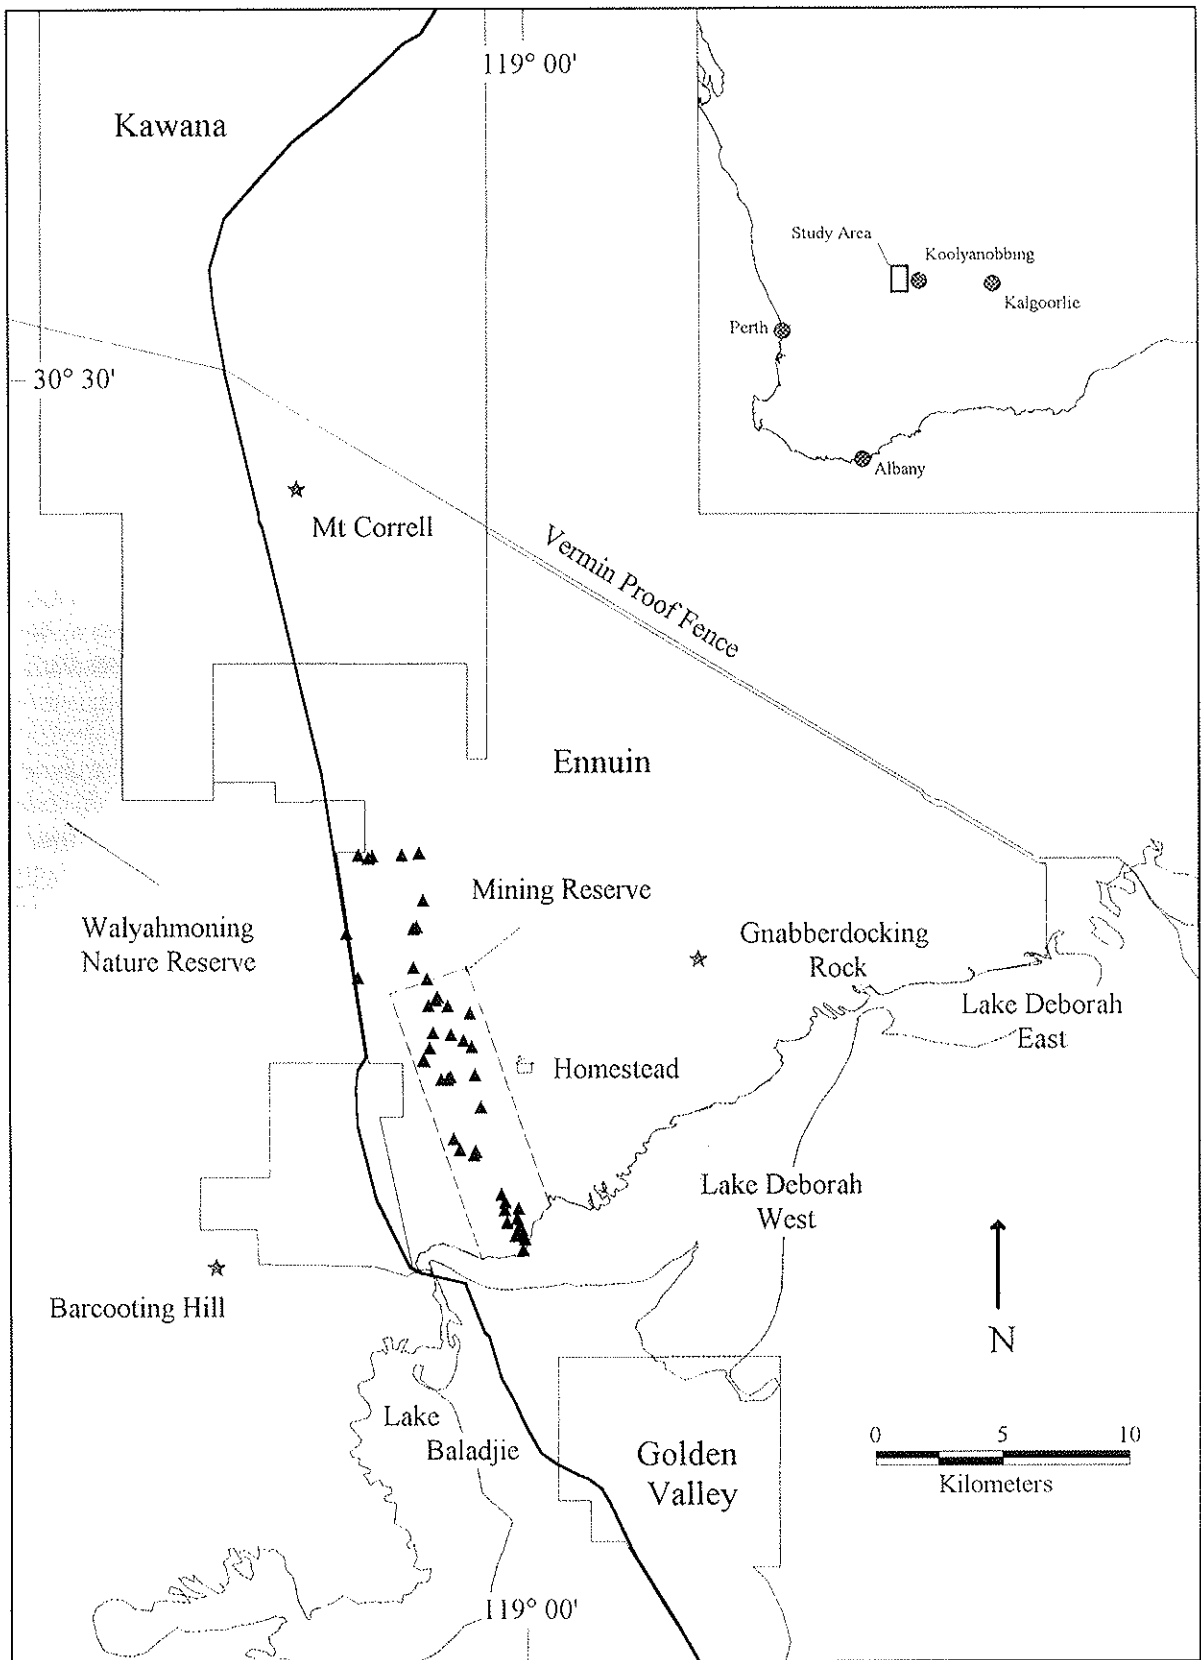 119° 00'
Kawana
Study Area
Koolyanobbing
Kalgoorlie
Perth
30° 30'
Albany
Mt Correll
Vermin Proof Fence
Ennuin
Mining Reserve
Walyahmoning
Nature Reserve
Gnabberdocking
Rock
Lake Deborah
East
Homestead
Lake Deborah
West
Barcooting Hill
N
Lake
Baladjie
Golden
Valley
0 5 10
Kilometers
119° 00'